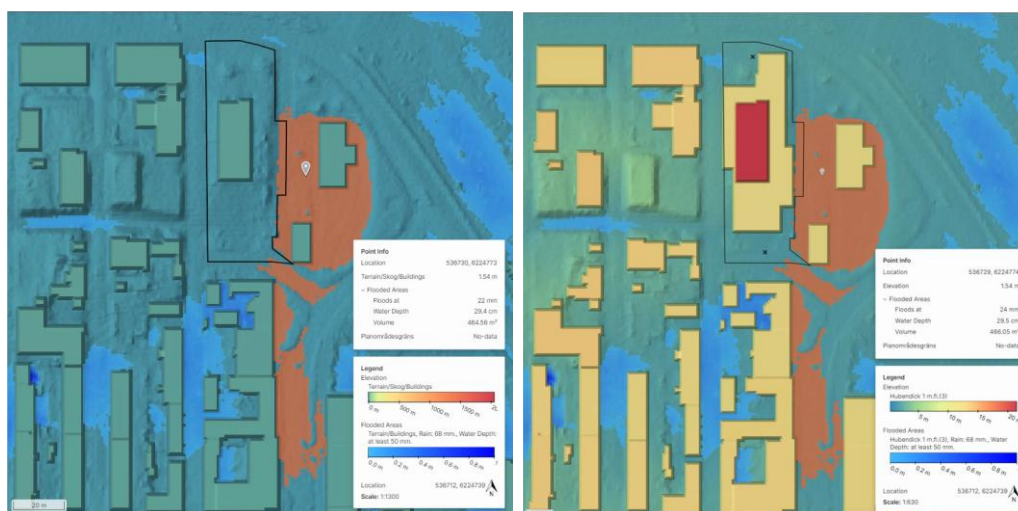 Point Info
Location 536730, 6224773
Terrain/Skog/Buildings 1.54 m
Flooded Areas
Floods at 22 mm
Water Depth 29.4 cm
Volume 464.56 m³
Planområdesgräns No-data
Legend
Elevation
Terrain/Skog/Buildings
0 m 500 m 1000 m 1500 m
Flooded Areas
Terrain/Buildings, Rain: 68 mm., Water Depth:
at least 50 mm.
0.0 m 0.2 m 0.4 m 0.6 m 0.8 m
Location 536712, 6224739
Scale: 1:1300
N
20 m
Point Info
Location 536729, 6224774
Elevation 1.54 m
Flooded Areas
Floods at 24 mm
Water Depth 29.5 cm
Volume 466.05 m³
Planområdesgräns No-data
Legend
Elevation
Hubendick 1 m.fl.(3)
5 m 10 m 15 m 20 m
Flooded Areas
Hubendick 1 m.fl.(3), Rain: 68 mm., Water
Depth: at least 50 mm.
0.0 m 0.2 m 0.4 m 0.6 m 0.8 m
Location 536712, 6224739
Scale: 1:630
N